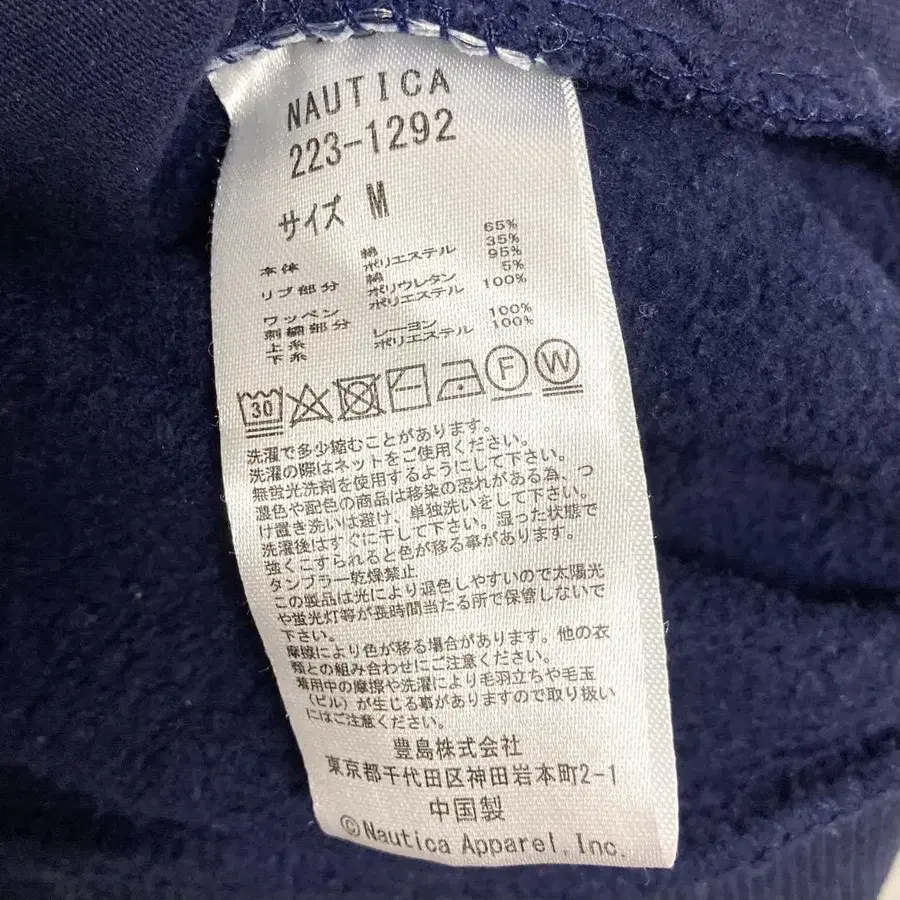 NAUTICA
223-1292
サイズ M
本体 綿 65%
ポリエステル 35%
リブ部分 綿 95%
ポリウレタン 5%
ワッペン ポリエステル 100%
刺繍部分
上糸 レーヨン 100%
下糸 ポリエステル 100%
30 F W
洗濯で多少縮むことがあります。
洗濯の際はネットをご使用ください。
無蛍光洗剤を使用するようにして下さい。
濃色や配色の商品は移染の恐れがある為、つ
け置き洗いは避け、単独洗いをして下さい。
洗濯後はすぐに干して下さい。湿った状態で
強くこすられると色が移る事があります。
タンブラー乾燥禁止
この製品は光により退色しやすいので太陽光
や蛍光灯等が長時間当たる所で保管しないで
下さい。
摩擦により色が移る場合があります。他の衣
類との組み合わせにご注意ください。
着用中の摩擦や洗濯により毛羽立ちや毛玉
(ピル)が生じる事がありますので取り扱い
にはご注意ください。
豊島株式会社
東京都千代田区神田岩本町2-1
中国製
©Nautica Apparel, Inc.